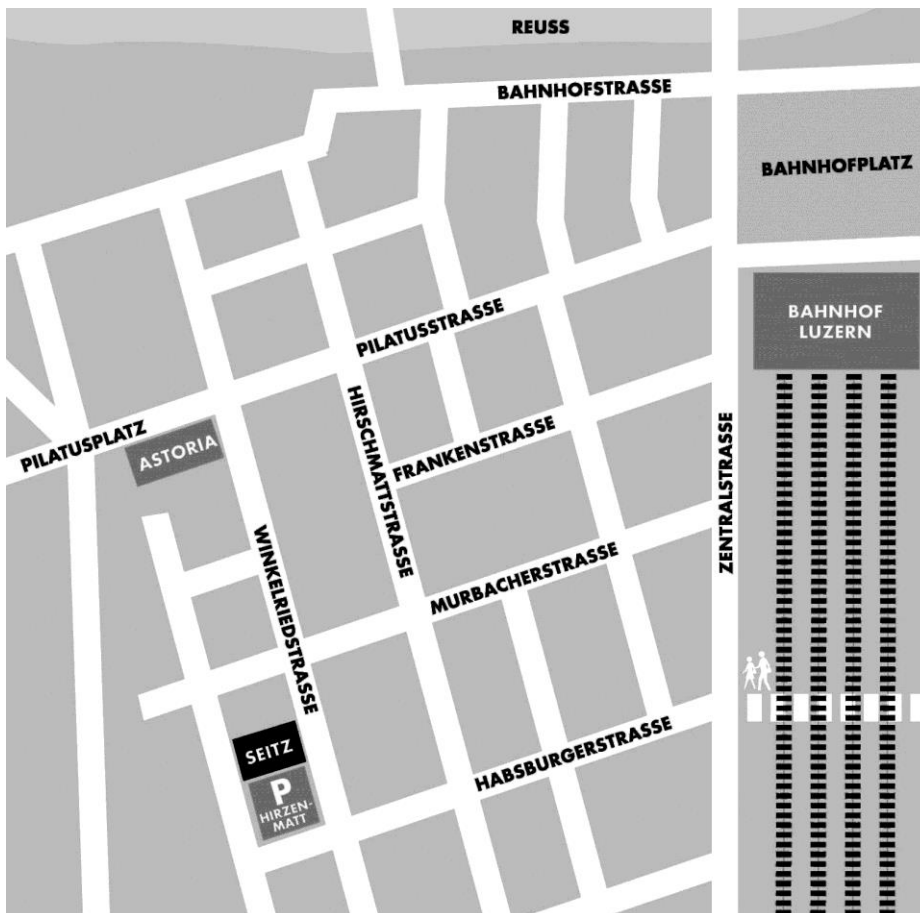 REUSS
BAHNHOFSTRASSE
BAHNHOFPLATZ
BAHNHOF
LUZERN
PILATUSSTRASSE
HIRSCHMATTSTRASSE
PILATUSPLATZ
ASTORIA
FRANKENSTRASSE
ZENTRALSTRASSE
WINKELRIEDSTRASSE
MURBACHERSTRASSE
HABSBURGERSTRASSE
SEITZ
P
HIRZEN-
MATT